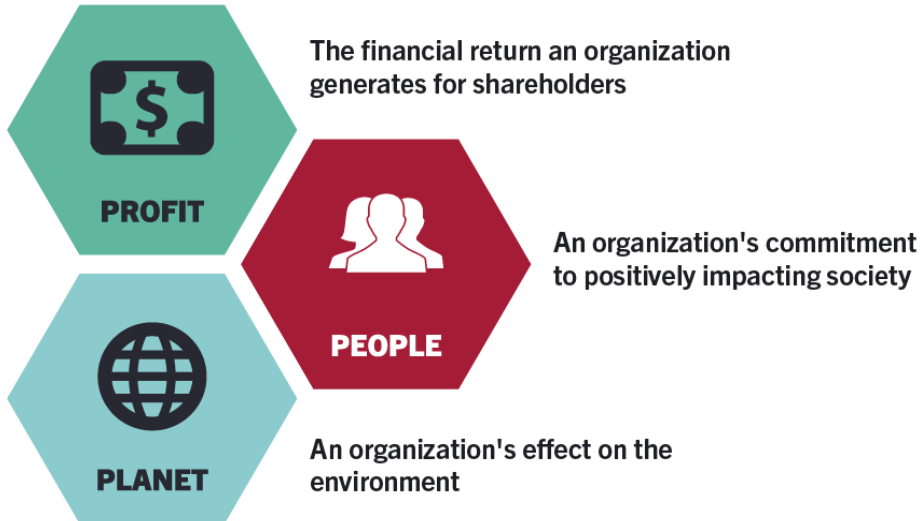 The financial return an organization
generates for shareholders
$
PROFIT
An organization's commitment
to positively impacting society
PEOPLE
An organization's effect on the
environment
PLANET